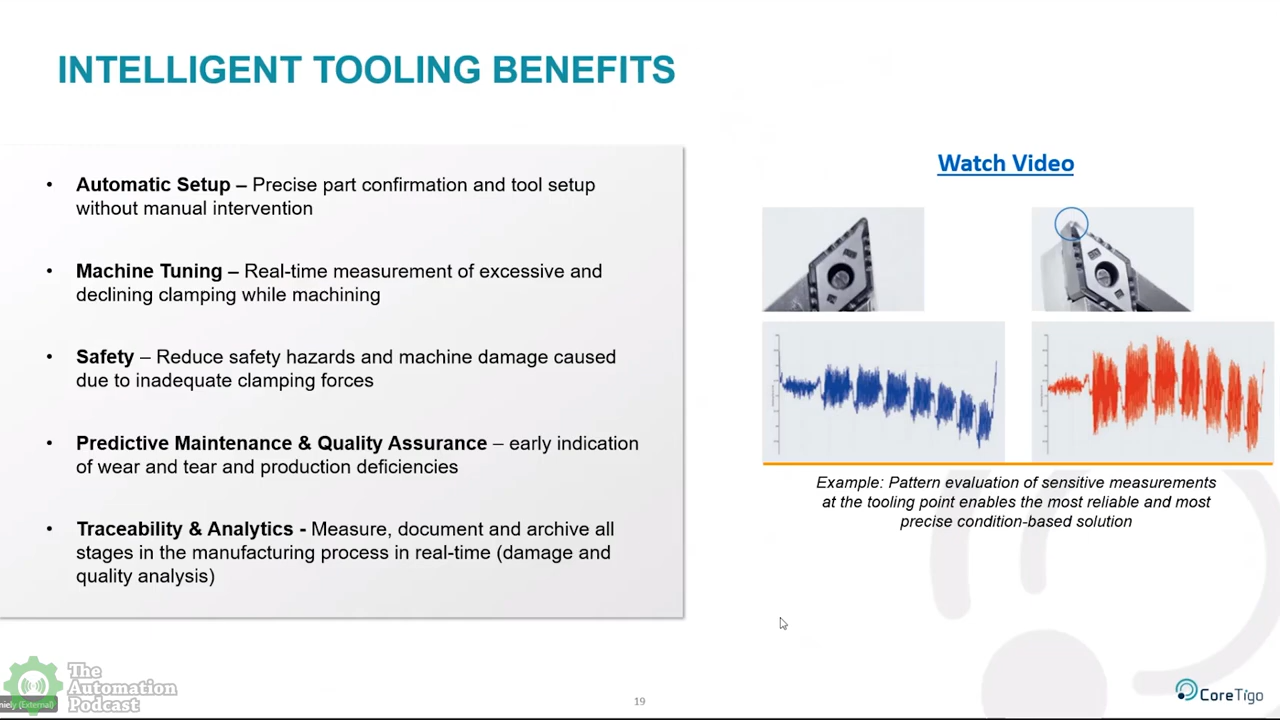 INTELLIGENT TOOLING BENEFITS
• Automatic Setup – Precise part confirmation and tool setup
without manual intervention
• Machine Tuning – Real-time measurement of excessive and
declining clamping while machining
• Safety – Reduce safety hazards and machine damage caused
due to inadequate clamping forces
• Predictive Maintenance & Quality Assurance – early indication
of wear and tear and production deficiencies
• Traceability & Analytics - Measure, document and archive all
stages in the manufacturing process in real-time (damage and
quality analysis)
Watch Video
Example: Pattern evaluation of sensitive measurements
at the tooling point enables the most reliable and most
precise condition-based solution
The
Automation
Podcast
(External)
19
CoreTigo